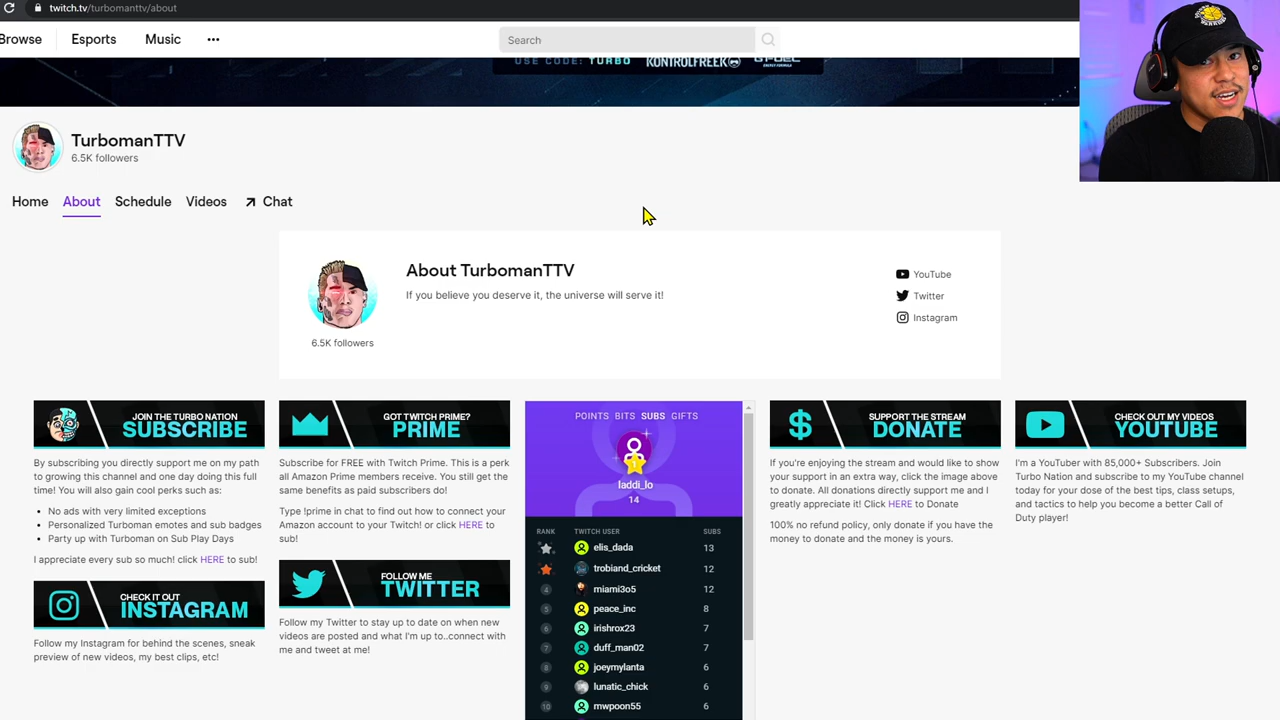 twitch.tv/turbomanttv/about
Browse
Esports
Music
•••
Search
USE CODE: TURBO
KONTROLFREEK
G FUEL
ENERGY FORMULA
TurbomanTTV
6.5K followers
Home
About
Schedule
Videos
Chat
About TurbomanTTV
If you believe you deserve it, the universe will serve it!
6.5K followers
YouTube
Twitter
Instagram
JOIN THE TURBO NATION
SUBSCRIBE
By subscribing you directly support me on my path
to growing this channel and one day doing this full
time! You will also gain cool perks such as:
• No ads with very limited exceptions
• Personalized Turboman emotes and sub badges
• Party up with Turboman on Sub Play Days
I appreciate every sub so much! click HERE to sub!
CHECK IT OUT
INSTAGRAM
Follow my Instagram for behind the scenes, sneak
preview of new videos, my best clips, etc!
GOT TWITCH PRIME?
PRIME
Subscribe for FREE with Twitch Prime. This is a perk
all Amazon Prime members receive. You still get the
same benefits as paid subscribers do!
Type !prime in chat to find out how to connect your
Amazon account to your Twitch! or click HERE to
sub!
FOLLOW ME
TWITTER
Follow my Twitter to stay up to date on when new
videos are posted and what I'm up to..connect with
me and tweet at me!
POINTS BITS SUBS GIFTS
1
laddi_lo
14
RANK TWITCH USER SUBS
elis_dada 13
trobiand_cricket 12
4 miami3o5 12
5 peace_inc 8
6 irishrox23 7
7 duff_man02 7
8 joeymylanta 6
9 lunatic_chick 6
10 mwpoon55 6
SUPPORT THE STREAM
DONATE
If you're enjoying the stream and would like to show
your support in an extra way, click the image above
to donate. All donations directly support me and I
greatly appreciate it! Click HERE to Donate
100% no refund policy, only donate if you have the
money to donate and the money is yours.
CHECK OUT MY VIDEOS
YOUTUBE
I'm a YouTuber with 85,000+ Subscribers. Join
Turbo Nation and subscribe to my YouTube channel
today for your dose of the best tips, class setups,
and tactics to help you become a better Call of
Duty player!